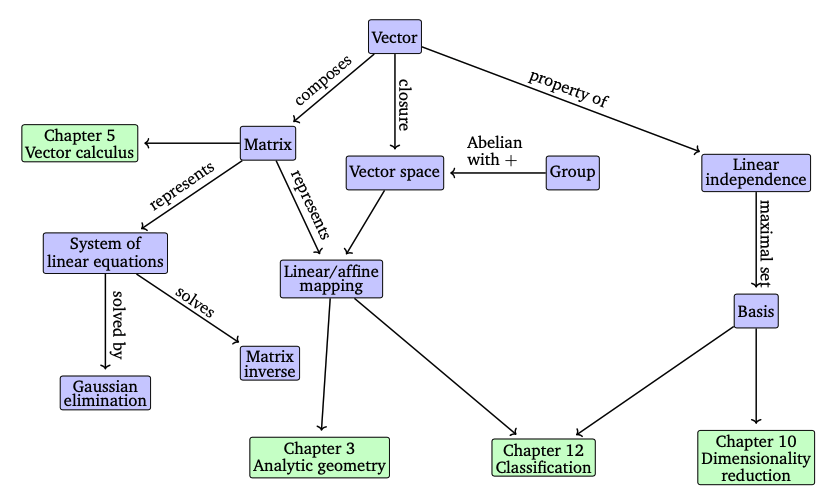 Vector
composes
closure
property of
Chapter 5
Vector calculus
Matrix
Abelian
with +
Vector space
Group
Linear
independence
represents
represents
maximal set
System of
linear equations
Linear/affine
mapping
solved by
solves
Basis
Matrix
inverse
Gaussian
elimination
Chapter 3
Analytic geometry
Chapter 12
Classification
Chapter 10
Dimensionality
reduction